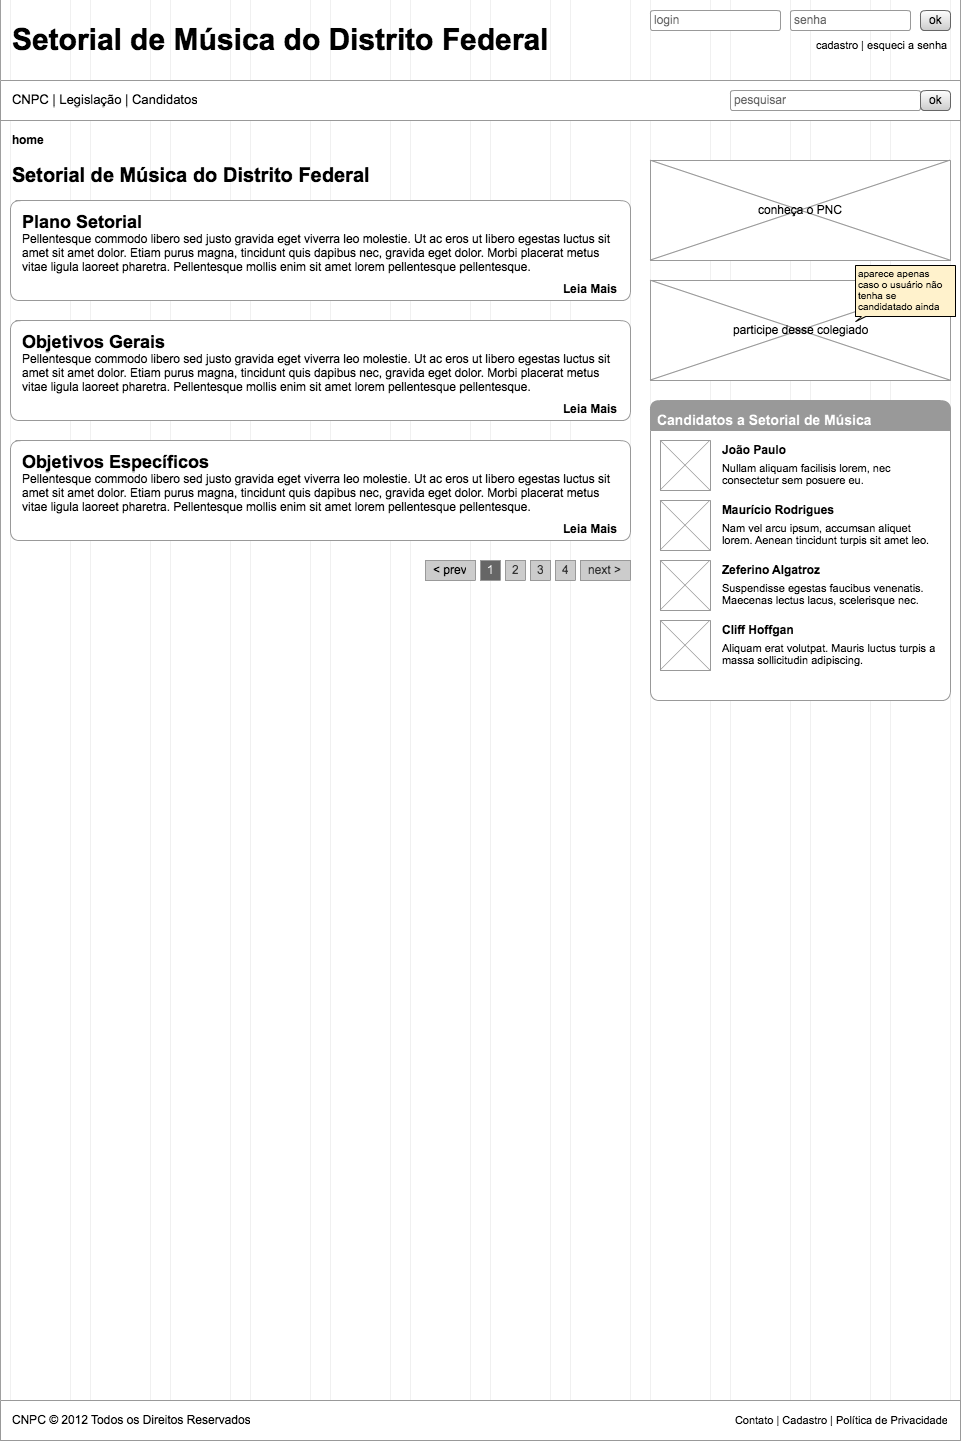 Setorial de Música do Distrito Federal
login
senha
ok
cadastro | esqueci a senha
CNPC | Legislação | Candidatos
pesquisar
ok
home
Setorial de Música do Distrito Federal
Plano Setorial
Pellentesque commodo libero sed justo gravida eget viverra leo molestie. Ut ac eros ut libero egestas luctus sit
amet sit amet dolor. Etiam purus magna, tincidunt quis dapibus nec, gravida eget dolor. Morbi placerat metus
vitae ligula laoreet pharetra. Pellentesque mollis enim sit amet lorem pellentesque pellentesque.
Leia Mais
Objetivos Gerais
Pellentesque commodo libero sed justo gravida eget viverra leo molestie. Ut ac eros ut libero egestas luctus sit
amet sit amet dolor. Etiam purus magna, tincidunt quis dapibus nec, gravida eget dolor. Morbi placerat metus
vitae ligula laoreet pharetra. Pellentesque mollis enim sit amet lorem pellentesque pellentesque.
Leia Mais
Objetivos Específicos
Pellentesque commodo libero sed justo gravida eget viverra leo molestie. Ut ac eros ut libero egestas luctus sit
amet sit amet dolor. Etiam purus magna, tincidunt quis dapibus nec, gravida eget dolor. Morbi placerat metus
vitae ligula laoreet pharetra. Pellentesque mollis enim sit amet lorem pellentesque pellentesque.
Leia Mais
< prev 1 2 3 4 next >
conheça o PNC
aparece apenas
caso o usuário não
tenha se
candidatado ainda
participe desse colegiado
Candidatos a Setorial de Música
João Paulo
Nullam aliquam facilisis lorem, nec
consectetur sem posuere eu.
Maurício Rodrigues
Nam vel arcu ipsum, accumsan aliquet
lorem. Aenean tincidunt turpis sit amet leo.
Zeferino Algatroz
Suspendisse egestas faucibus venenatis.
Maecenas lectus lacus, scelerisque nec.
Cliff Hoffgan
Aliquam erat volutpat. Mauris luctus turpis a
massa sollicitudin adipiscing.
CNPC © 2012 Todos os Direitos Reservados
Contato | Cadastro | Política de Privacidade